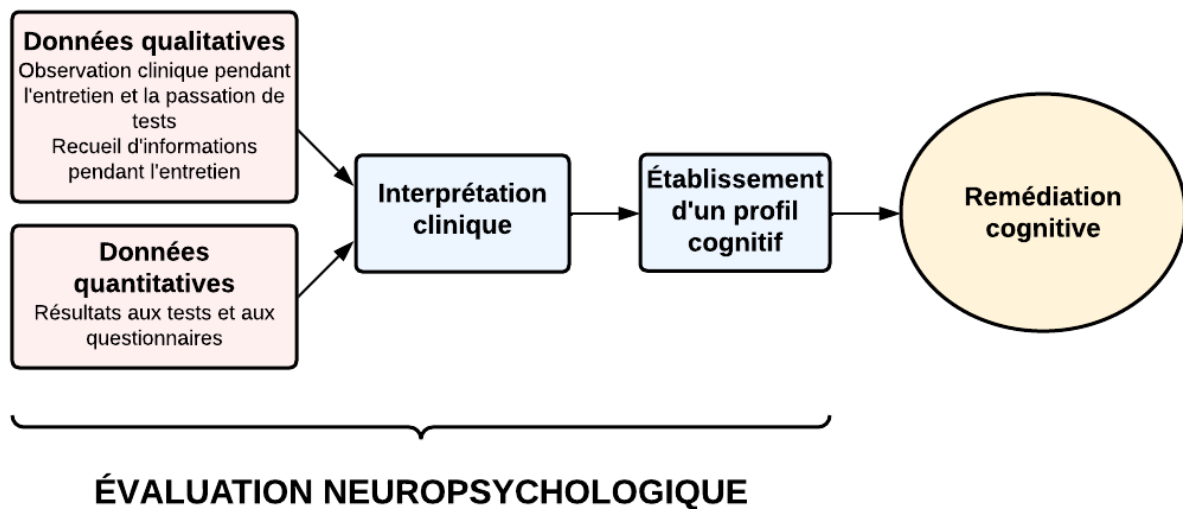 Données qualitatives
Observation clinique pendant
l'entretien et la passation de
tests
Recueil d'informations
pendant l'entretien
Données
quantitatives
Résultats aux tests et aux
questionnaires
Interprétation
clinique
Établissement
d'un profil
cognitif
Remédiation
cognitive
ÉVALUATION NEUROPSYCHOLOGIQUE